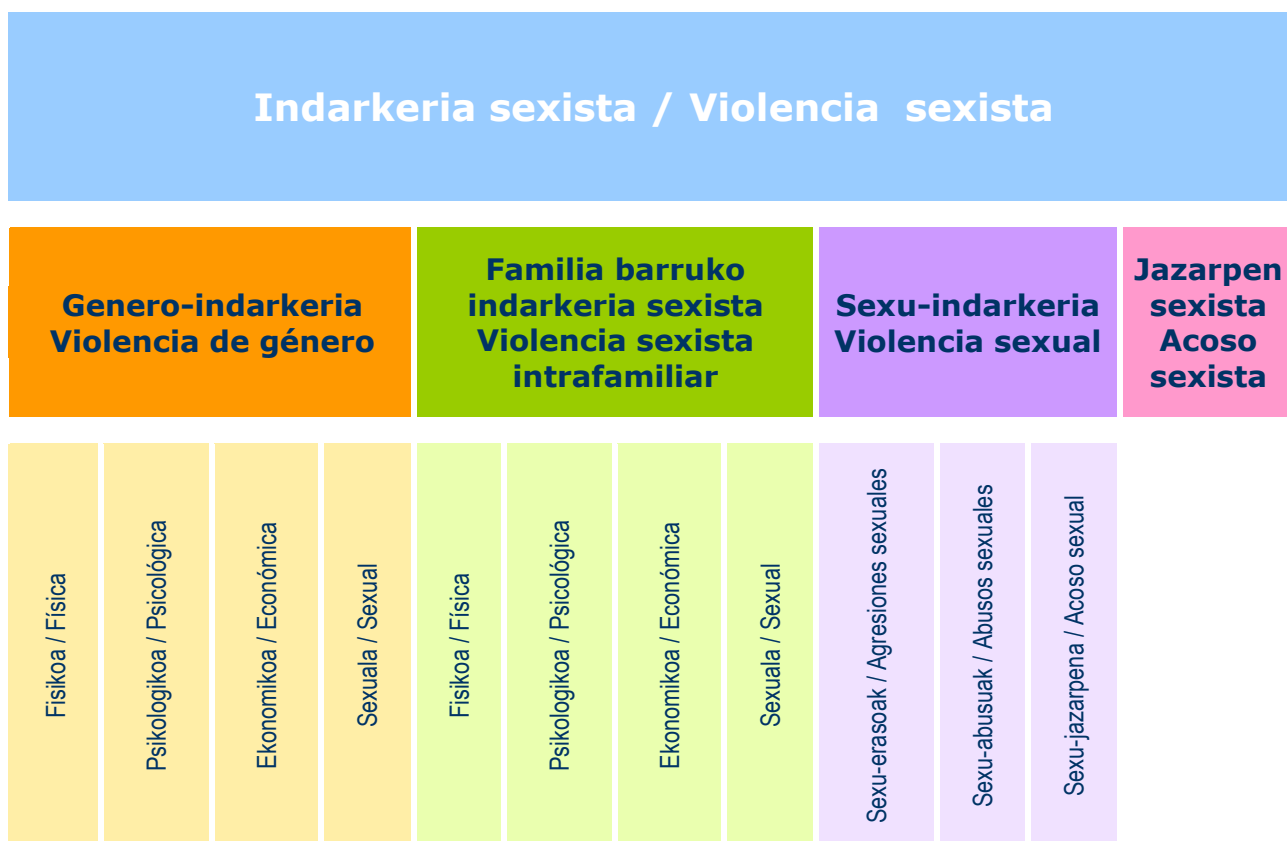 Indarkeria sexista / Violencia sexista
Genero-indarkeria
Violencia de género
Familia barruko
indarkeria sexista
Violencia sexista
intrafamiliar
Sexu-indarkeria
Violencia sexual
Jazarpen
sexista
Acoso
sexista
Fisikoa / Física
Psikologikoa / Psicológica
Ekonomikoa / Económica
Sexuala / Sexual
Fisikoa / Física
Psikologikoa / Psicológica
Ekonomikoa / Económica
Sexuala / Sexual
Sexu-erasoak / Agresiones sexuales
Sexu-abusuak / Abusos sexuales
Sexu-jazarpena / Acoso sexual